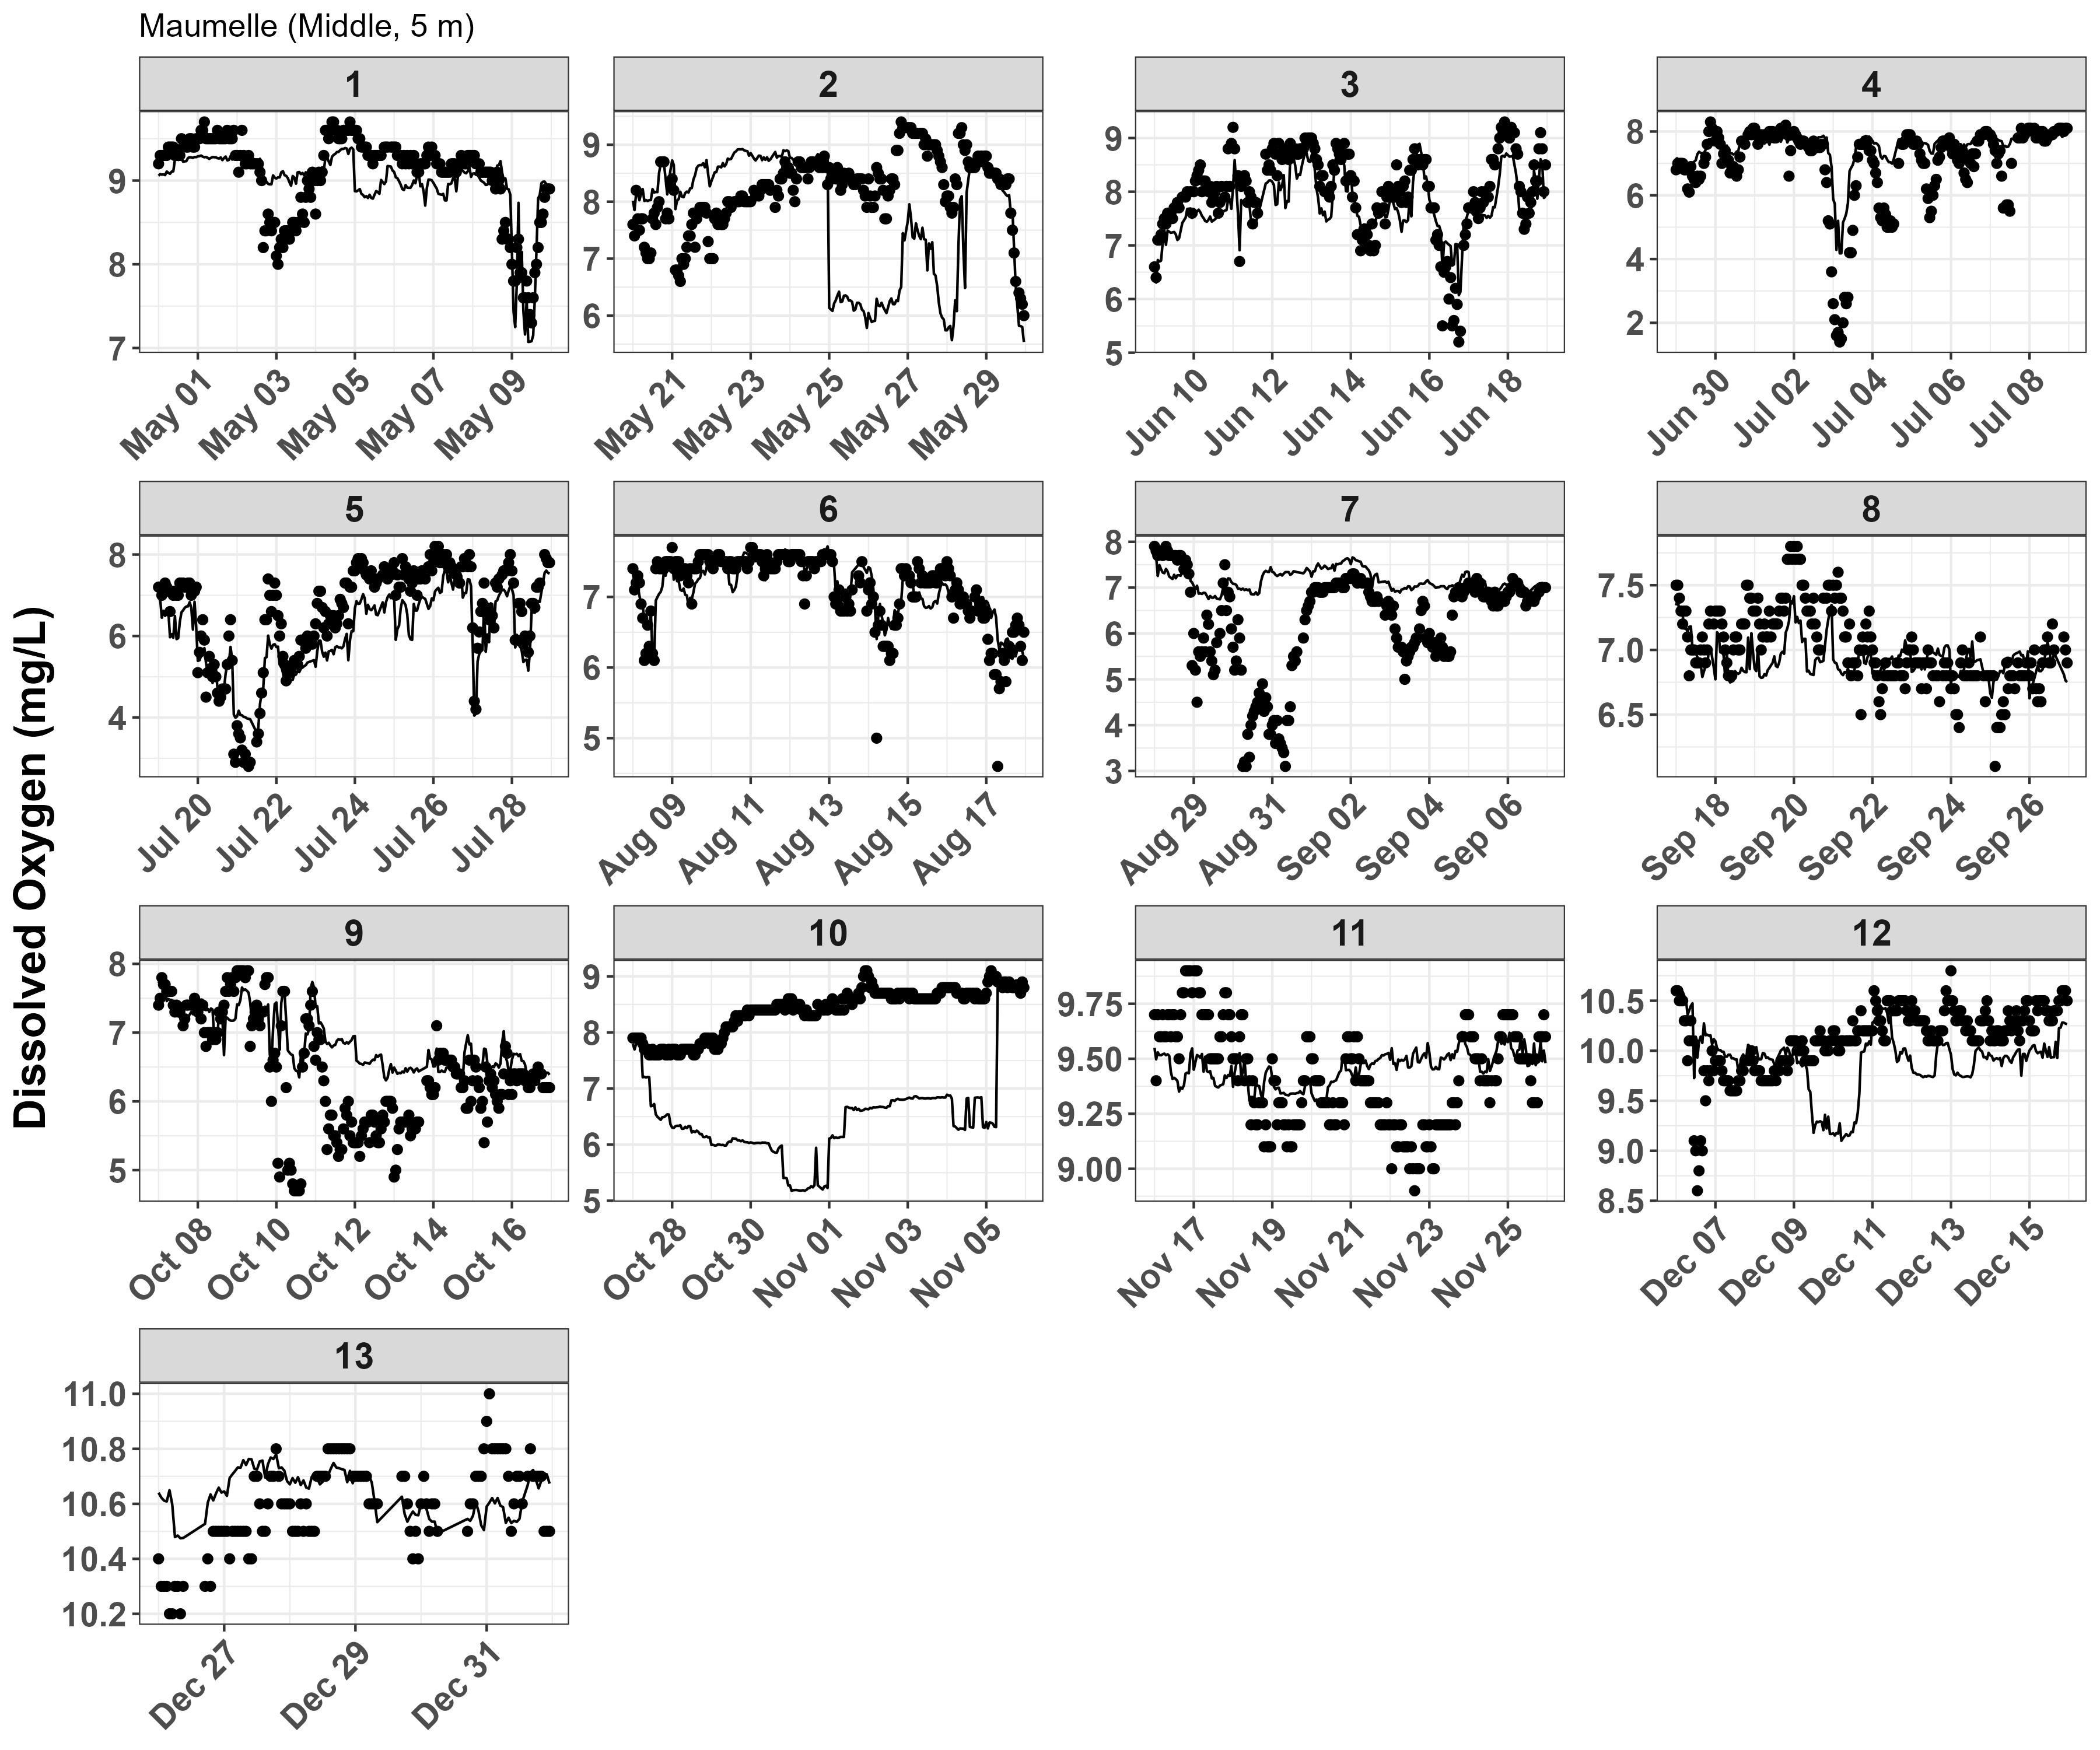 Maumelle (Middle, 5 m)
Dissolved Oxygen (mg/L)
1
9
8
7
May 01
May 03
May 05
May 07
May 09
2
9
8
7
6
May 21
May 23
May 25
May 27
May 29
3
9
8
7
6
5
Jun 10
Jun 12
Jun 14
Jun 16
Jun 18
4
8
6
4
2
Jun 30
Jul 02
Jul 04
Jul 06
Jul 08
5
8
6
4
Jul 20
Jul 22
Jul 24
Jul 26
Jul 28
6
7
6
5
Aug 09
Aug 11
Aug 13
Aug 15
Aug 17
7
8
7
6
5
4
3
Aug 29
Aug 31
Sep 02
Sep 04
Sep 06
8
7.5
7.0
6.5
Sep 18
Sep 20
Sep 22
Sep 24
Sep 26
9
8
7
6
5
Oct 08
Oct 10
Oct 12
Oct 14
Oct 16
10
9
8
7
6
5
Oct 28
Oct 30
Nov 01
Nov 03
Nov 05
11
9.75
9.50
9.25
9.00
Nov 17
Nov 19
Nov 21
Nov 23
Nov 25
12
10.5
10.0
9.5
9.0
8.5
Dec 07
Dec 09
Dec 11
Dec 13
Dec 15
13
11.0
10.8
10.6
10.4
10.2
Dec 27
Dec 29
Dec 31